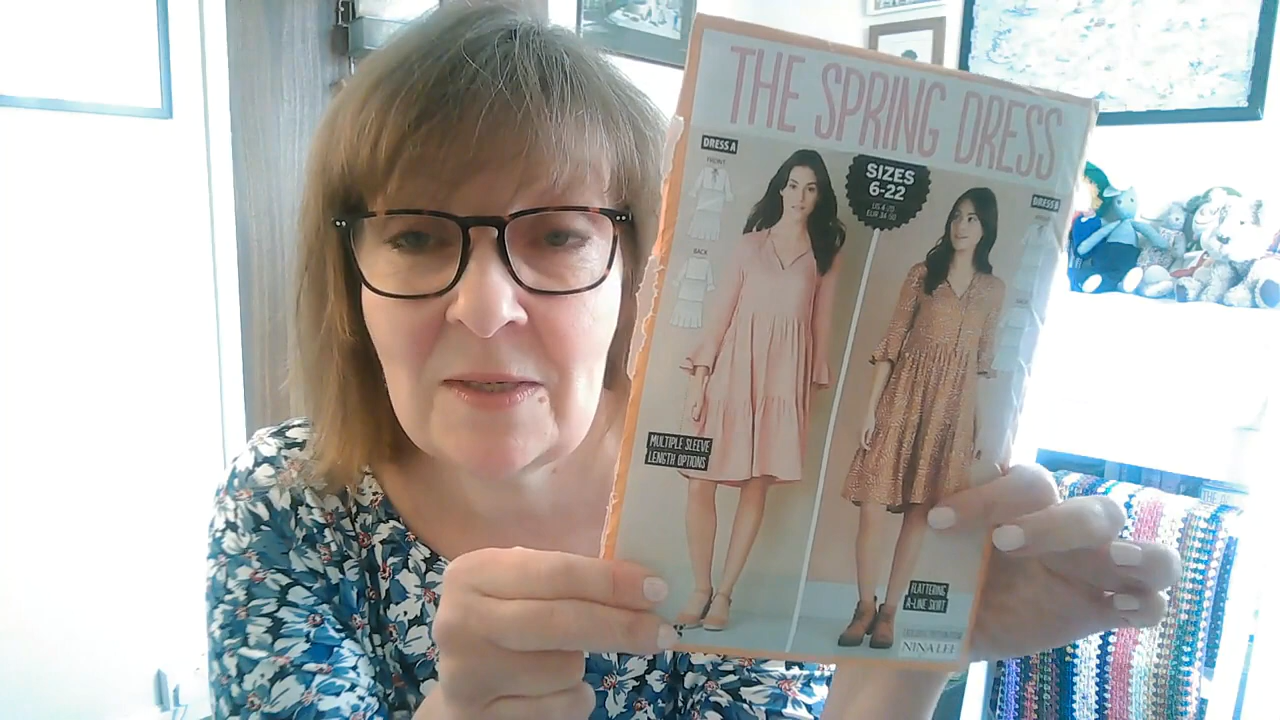 THE SPRING DRESS
DRESS A
FRONT
BACK
SIZES
6-22
DRESS B
MULTIPLE SLEEVE
LENGTH OPTIONS
FLATTERING
A-LINE SKIRT
NINA LEE